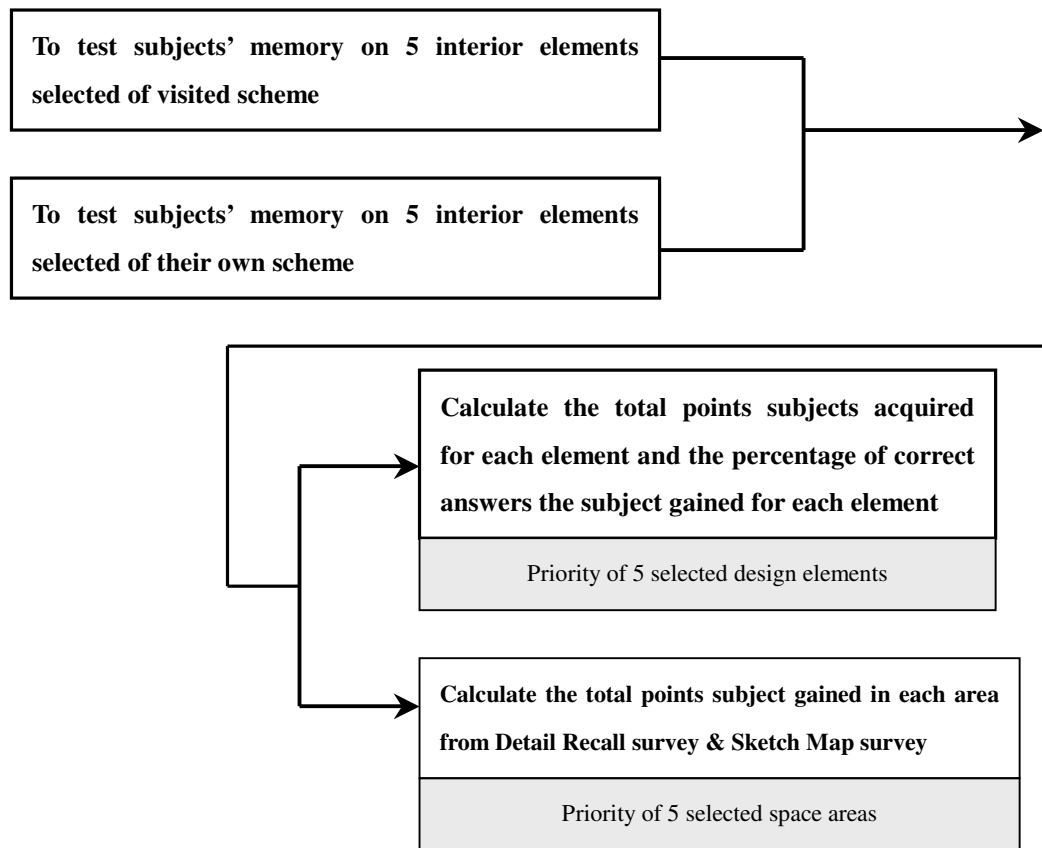 To test subjects’ memory on 5 interior elements
selected of visited scheme
To test subjects’ memory on 5 interior elements
selected of their own scheme
Calculate the total points subjects acquired
for each element and the percentage of correct
answers the subject gained for each element
Priority of 5 selected design elements
Calculate the total points subject gained in each area
from Detail Recall survey & Sketch Map survey
Priority of 5 selected space areas